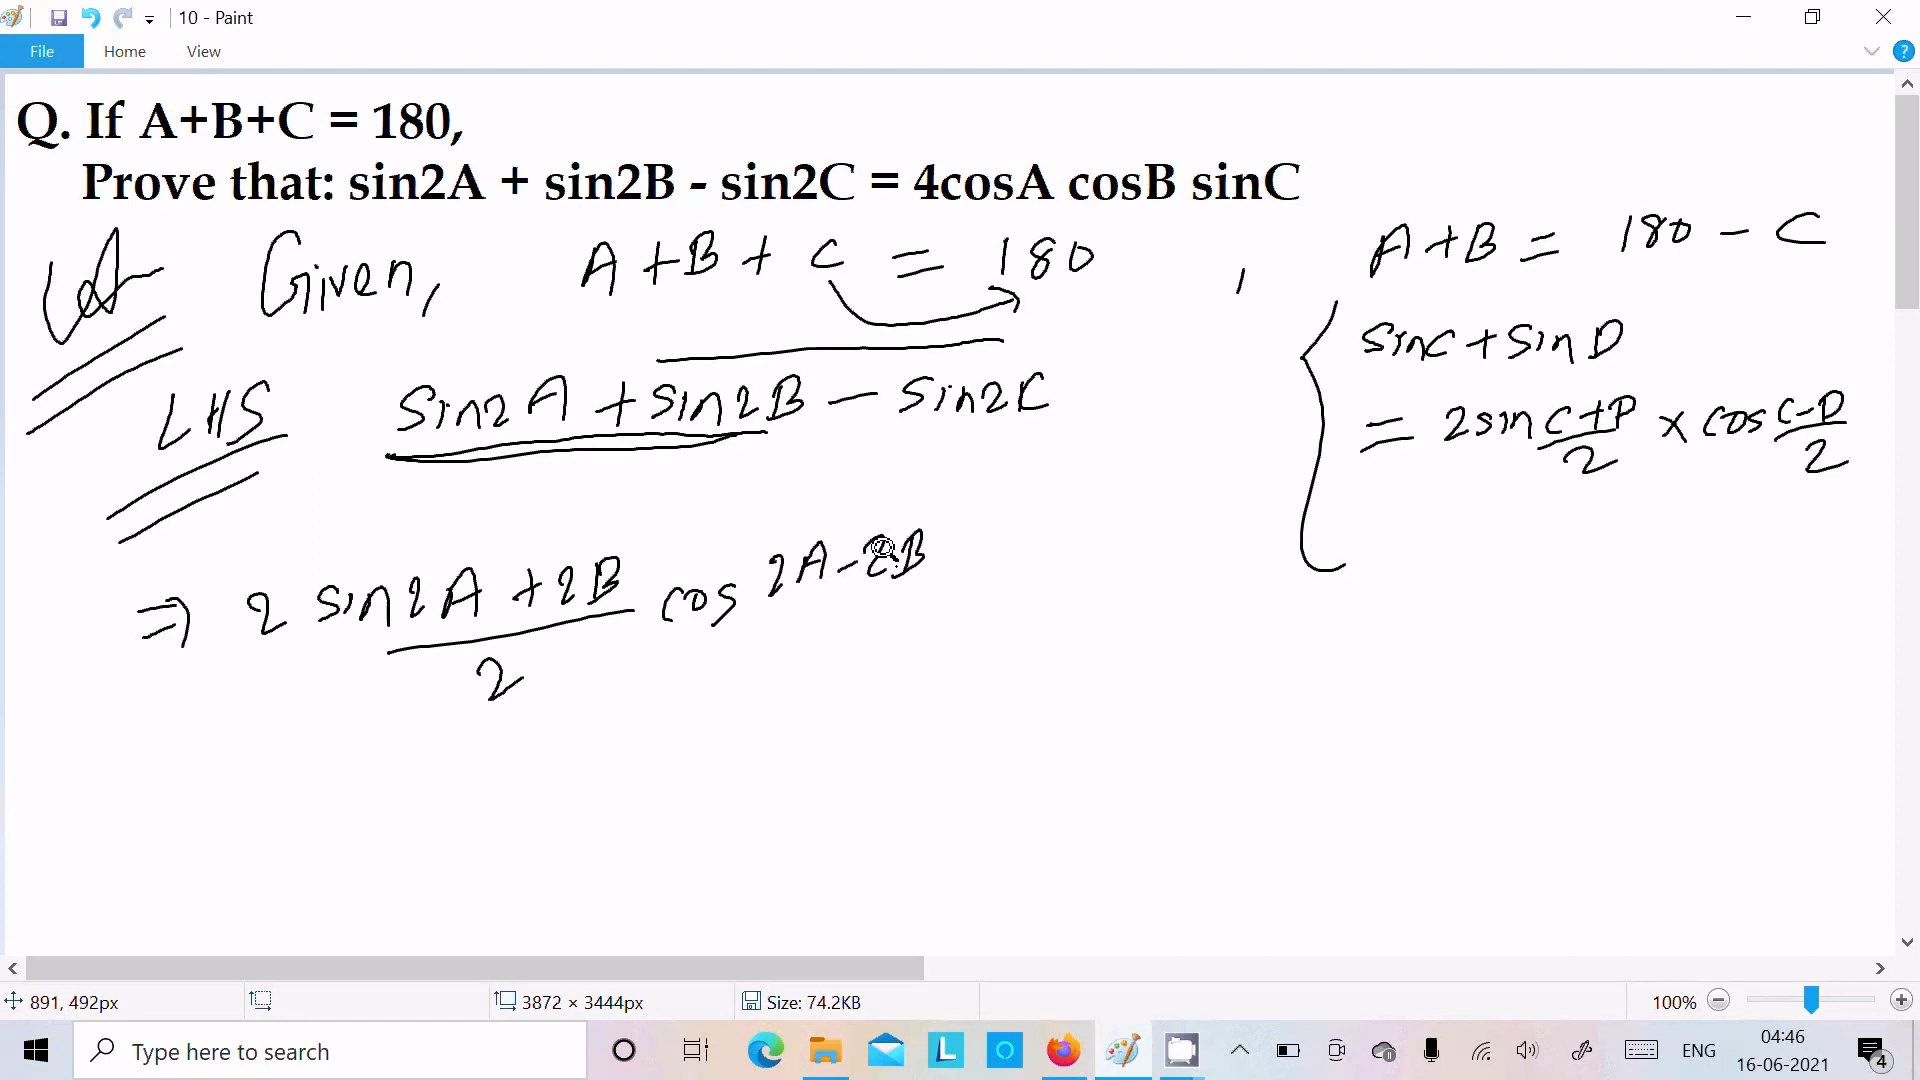 10 - Paint
File Home View
Q. If A+B+C = 180,
Prove that: sin2A + sin2B - sin2C = 4cosA cosB sinC
Given, A+B+C = 180 , A+B = 180 - C
sinC + sinD
LHS sin2A + sin2B - sin2C
= 2sin C+D/2 × cos C-D/2
⇒ 2 sin 2A+2B/2 cos 2A-2B
891, 492px 3872 × 3444px Size: 74.2KB 100%
Type here to search ENG 04:46
16-06-2021 4